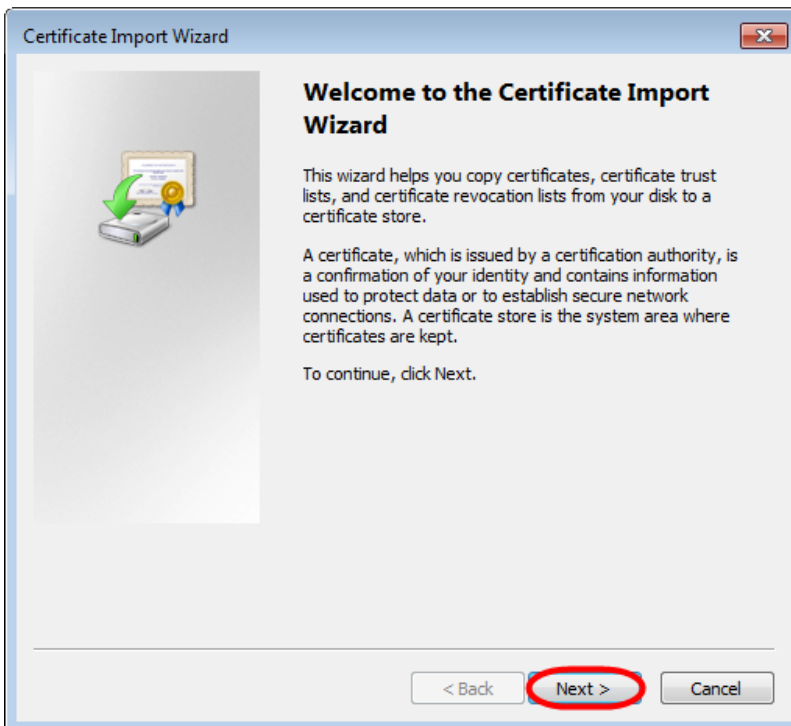 Certificate Import Wizard
Welcome to the Certificate Import
Wizard
This wizard helps you copy certificates, certificate trust
lists, and certificate revocation lists from your disk to a
certificate store.
A certificate, which is issued by a certification authority, is
a confirmation of your identity and contains information
used to protect data or to establish secure network
connections. A certificate store is the system area where
certificates are kept.
To continue, click Next.
< Back Next > Cancel